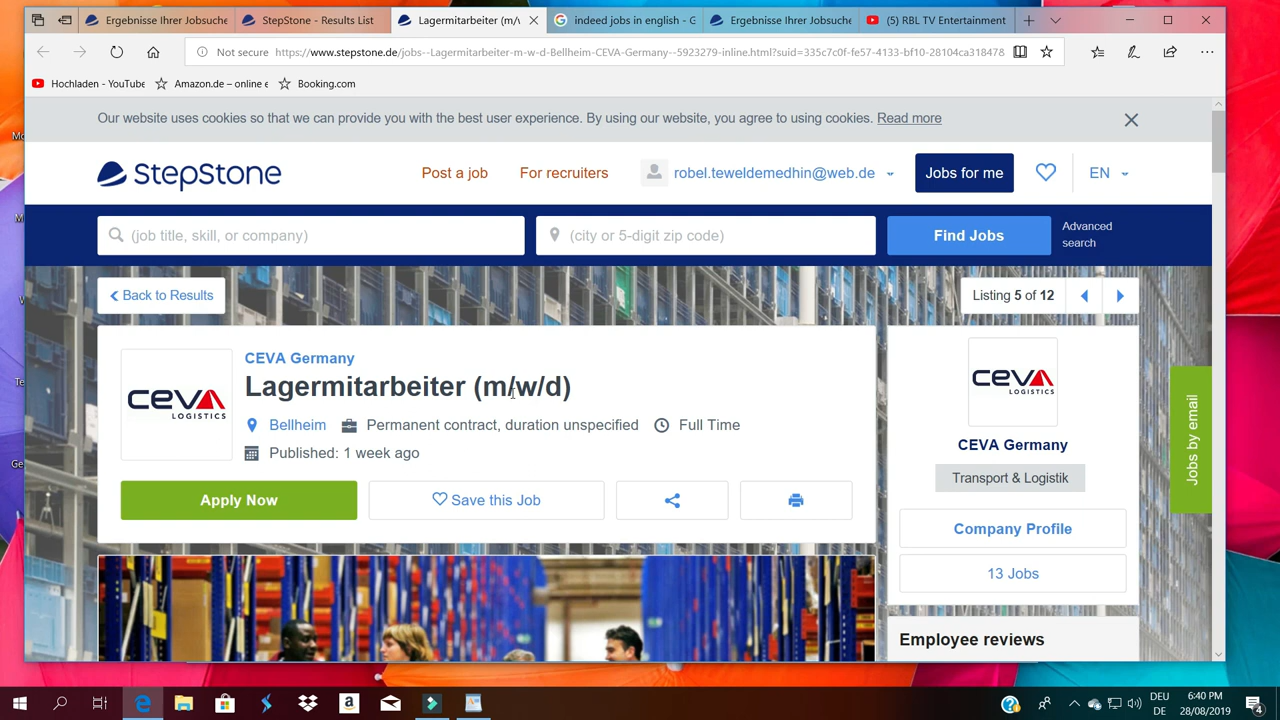 Ergebnisse Ihrer Jobsuche
StepStone - Results List
Lagermitarbeiter (m/v
indeed jobs in english - G
Ergebnisse Ihrer Jobsuche
(5) RBL TV Entertainment
Not secure https://www.stepstone.de/jobs--Lagermitarbeiter-m-w-d-Bellheim-CEVA-Germany--5923279-inline.html?suid=335c7c0f-fe57-4133-bf10-28104ca318478
Hochladen - YouTube
Amazon.de – online e
Booking.com
Our website uses cookies so that we can provide you with the best user experience. By using our website, you agree to using cookies. Read more
StepStone
Post a job
For recruiters
robel.teweldemedhin@web.de
Jobs for me
EN
(job title, skill, or company)
(city or 5-digit zip code)
Find Jobs
Advanced
search
Back to Results
Listing 5 of 12
CEVA
LOGISTICS
CEVA Germany
Lagermitarbeiter (m/w/d)
Bellheim
Permanent contract, duration unspecified
Full Time
Published: 1 week ago
Apply Now
Save this Job
CEVA
LOGISTICS
CEVA Germany
Transport & Logistik
Company Profile
13 Jobs
Employee reviews
Jobs by email
DEU
DE
6:40 PM
28/08/2019
4